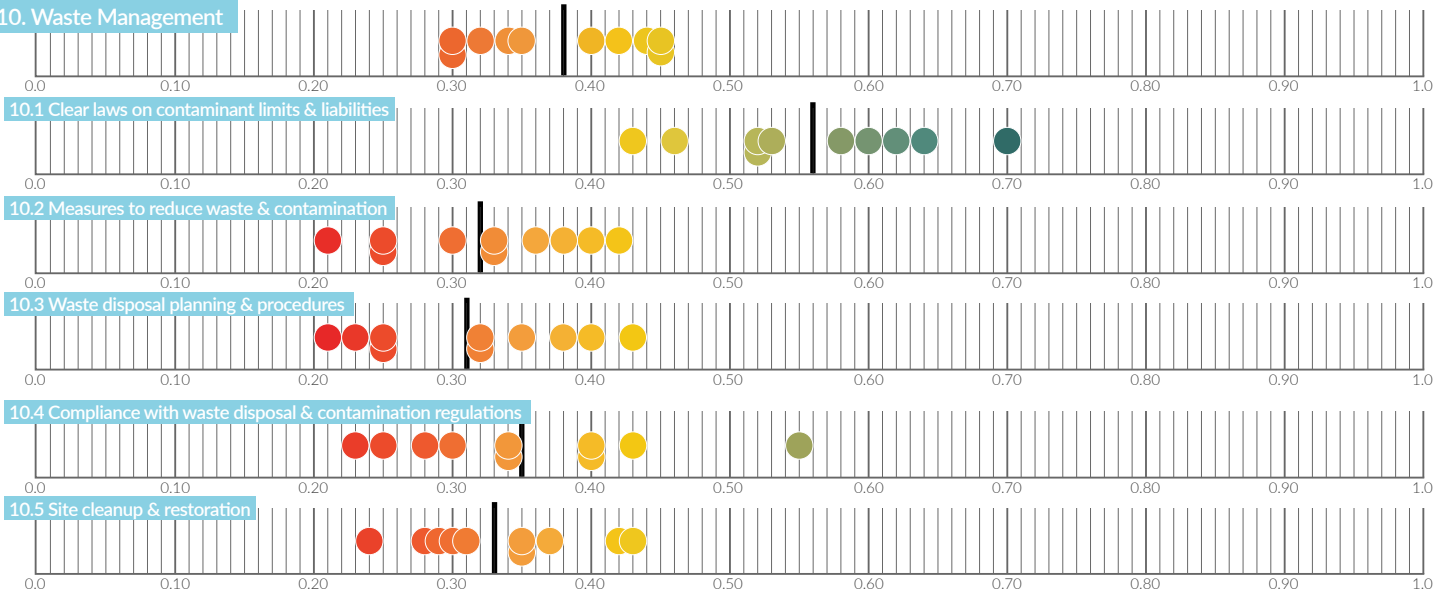 10. Waste Management
0.0 0.10 0.20 0.30 0.40 0.50 0.60 0.70 0.80 0.90 1.0
10.1 Clear laws on contaminant limits & liabilities
0.0 0.10 0.20 0.30 0.40 0.50 0.60 0.70 0.80 0.90 1.0
10.2 Measures to reduce waste & contamination
0.0 0.10 0.20 0.30 0.40 0.50 0.60 0.70 0.80 0.90 1.0
10.3 Waste disposal planning & procedures
0.0 0.10 0.20 0.30 0.40 0.50 0.60 0.70 0.80 0.90 1.0
10.4 Compliance with waste disposal & contamination regulations
0.0 0.10 0.20 0.30 0.40 0.50 0.60 0.70 0.80 0.90 1.0
10.5 Site cleanup & restoration
0.0 0.10 0.20 0.30 0.40 0.50 0.60 0.70 0.80 0.90 1.0